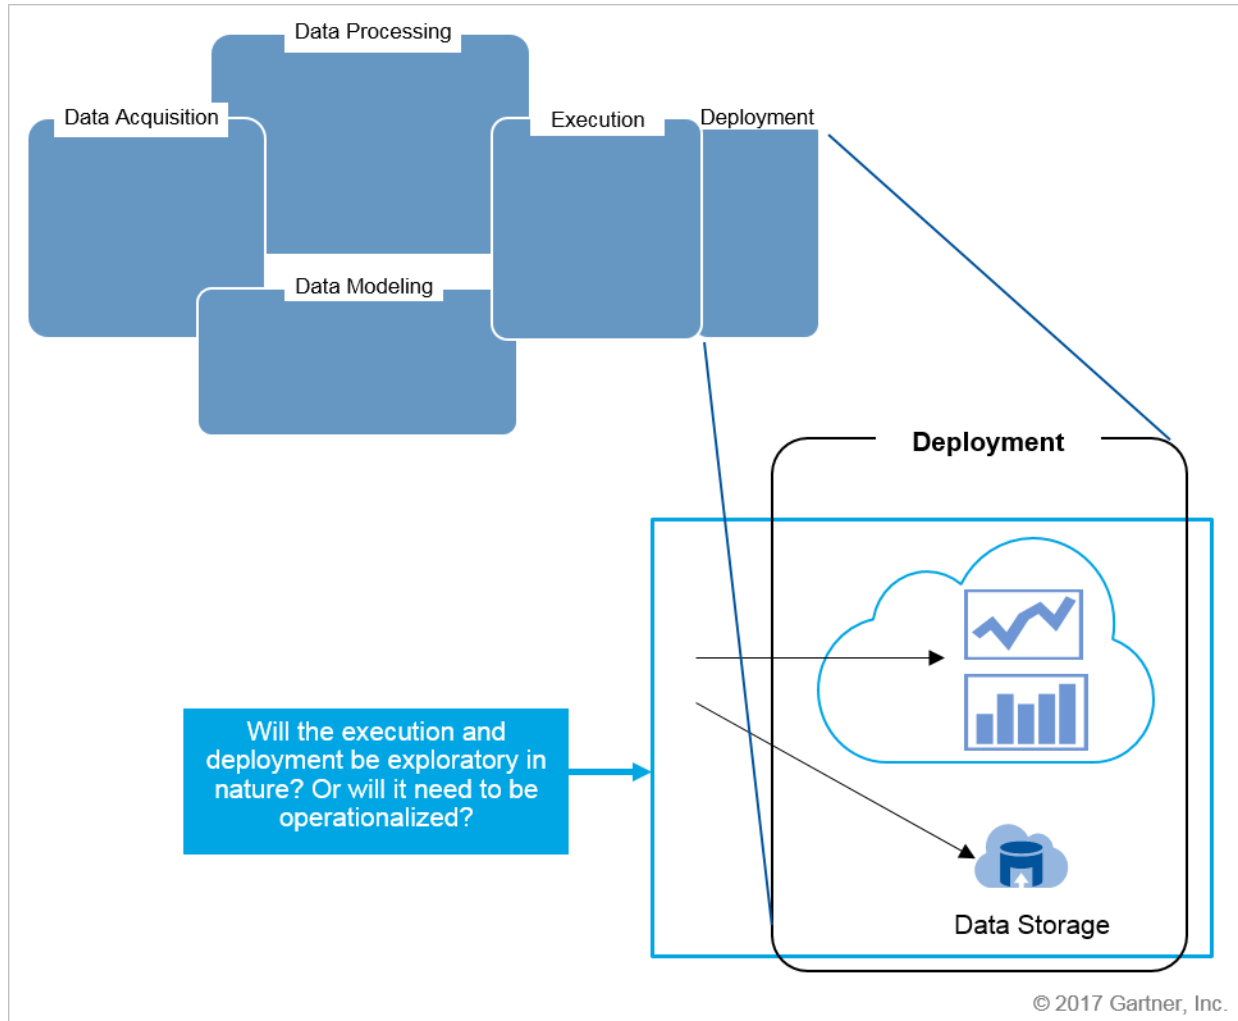 Data Processing
Data Acquisition
Execution
Deployment
Data Modeling
Deployment
Will the execution and
deployment be exploratory in
nature? Or will it need to be
operationalized?
Data Storage
© 2017 Gartner, Inc.